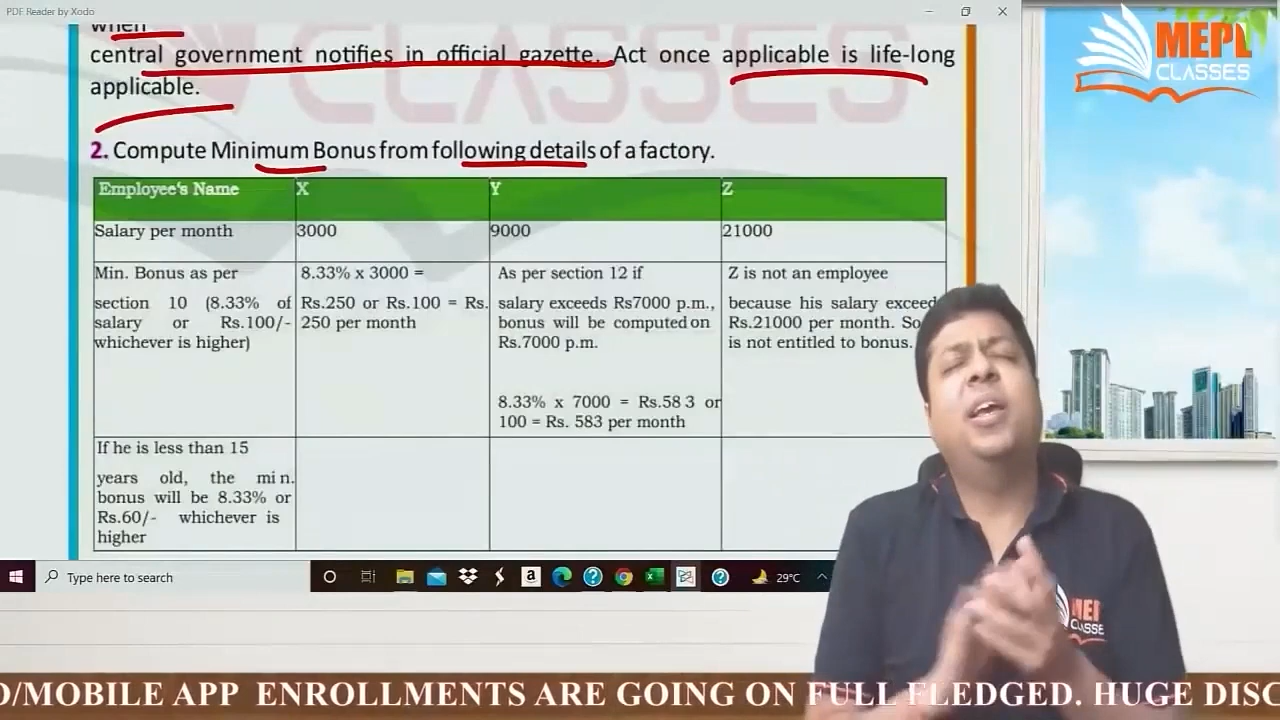 PDF Reader by Xodo
when
central government notifies in official gazette. Act once applicable is life-long
applicable.
2. Compute Minimum Bonus from following details of a factory.
Employee's Name X Y Z
Salary per month 3000 9000 21000
Min. Bonus as per
section 10 (8.33% of
salary or Rs.100/-
whichever is higher)
8.33% x 3000 =
Rs.250 or Rs.100 = Rs.
250 per month
As per section 12 if
salary exceeds Rs7000 p.m.,
bonus will be computed on
Rs.7000 p.m.
8.33% x 7000 = Rs.58 3 or
100 = Rs. 583 per month
Z is not an employee
because his salary exceed
Rs.21000 per month. So
is not entitled to bonus.
If he is less than 15
years old, the min.
bonus will be 8.33% or
Rs.60/- whichever is
higher
CLASSES
MEPL
CLASSES
Type here to search
29°C
MEI
CLASSE
D/MOBILE APP ENROLLMENTS ARE GOING ON FULL FLEDGED. HUGE DISC